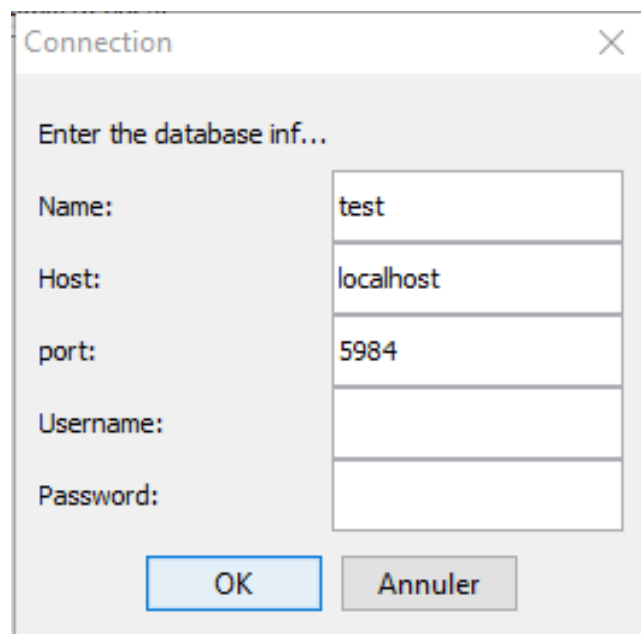 Connection
Enter the database inf...
Name: test
Host: localhost
port: 5984
Username:
Password:
OK Annuler